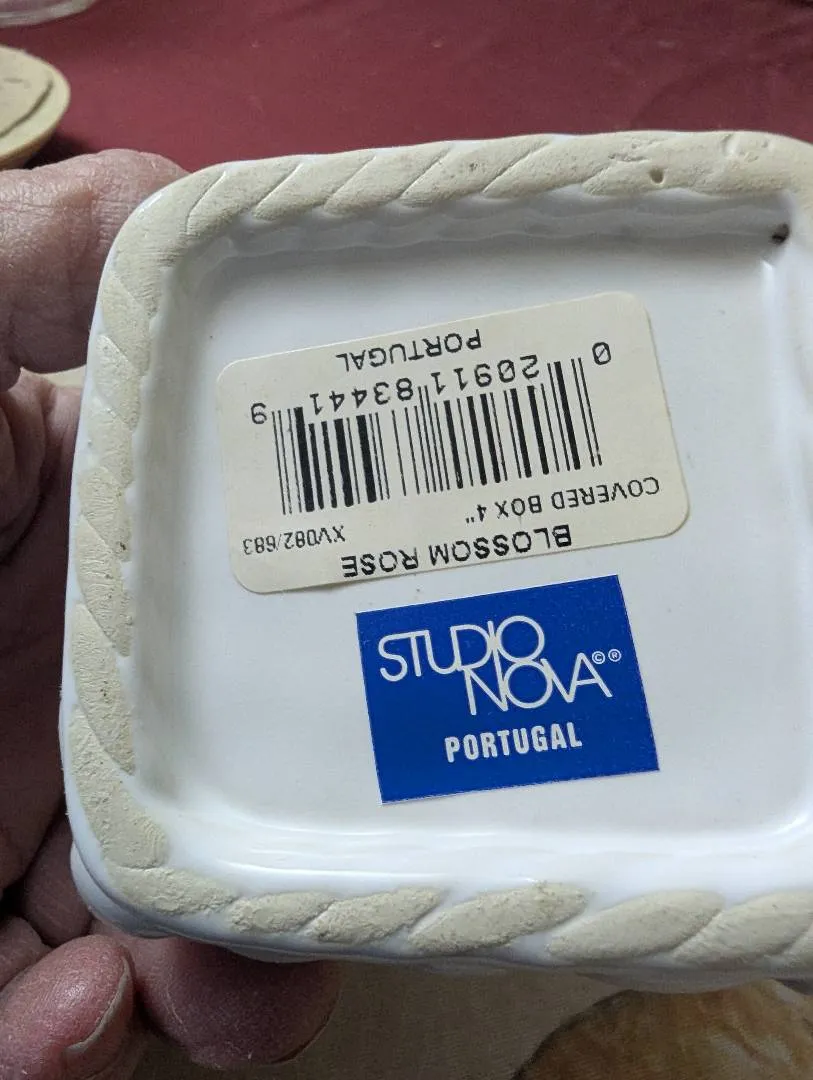 BLOSSOM ROSE
COVERED BOX 4" XV082/683
0 20911 83441 9
PORTUGAL
STUDIO
NOVA©®
PORTUGAL